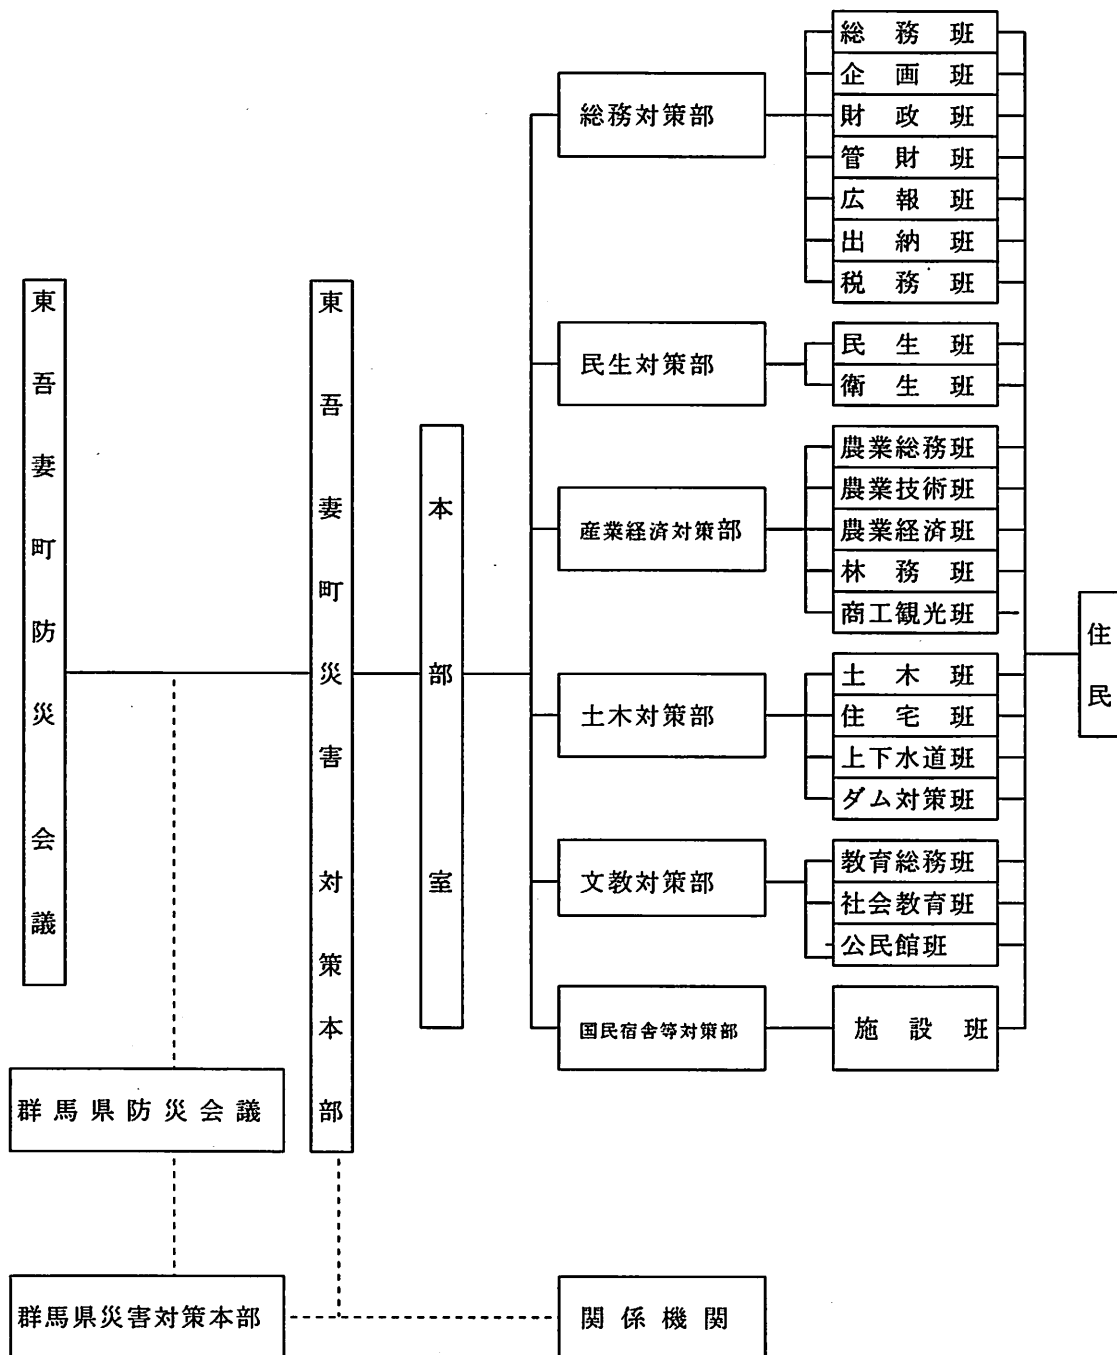 東吾妻町防災会議
東吾妻町災害対策本部
本部室
総務対策部
総務班
企画班
財政班
管財班
広報班
出納班
税務班
民生対策部
民生班
衛生班
産業経済対策部
農業総務班
農業技術班
農業経済班
林務班
商工観光班
土木対策部
土木班
住宅班
上下水道班
ダム対策班
文教対策部
教育総務班
社会教育班
公民館班
国民宿舎等対策部
施設班
住民
群馬県防災会議
群馬県災害対策本部
関係機関